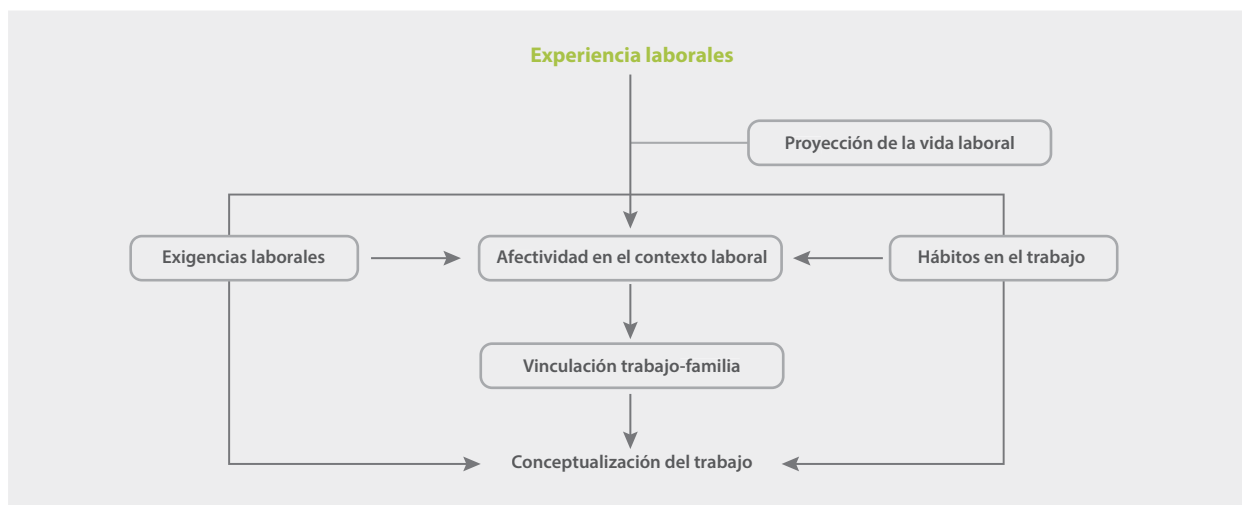 Experiencia laborales
Proyección de la vida laboral
Exigencias laborales
Afectividad en el contexto laboral
Hábitos en el trabajo
Vinculación trabajo-familia
Conceptualización del trabajo